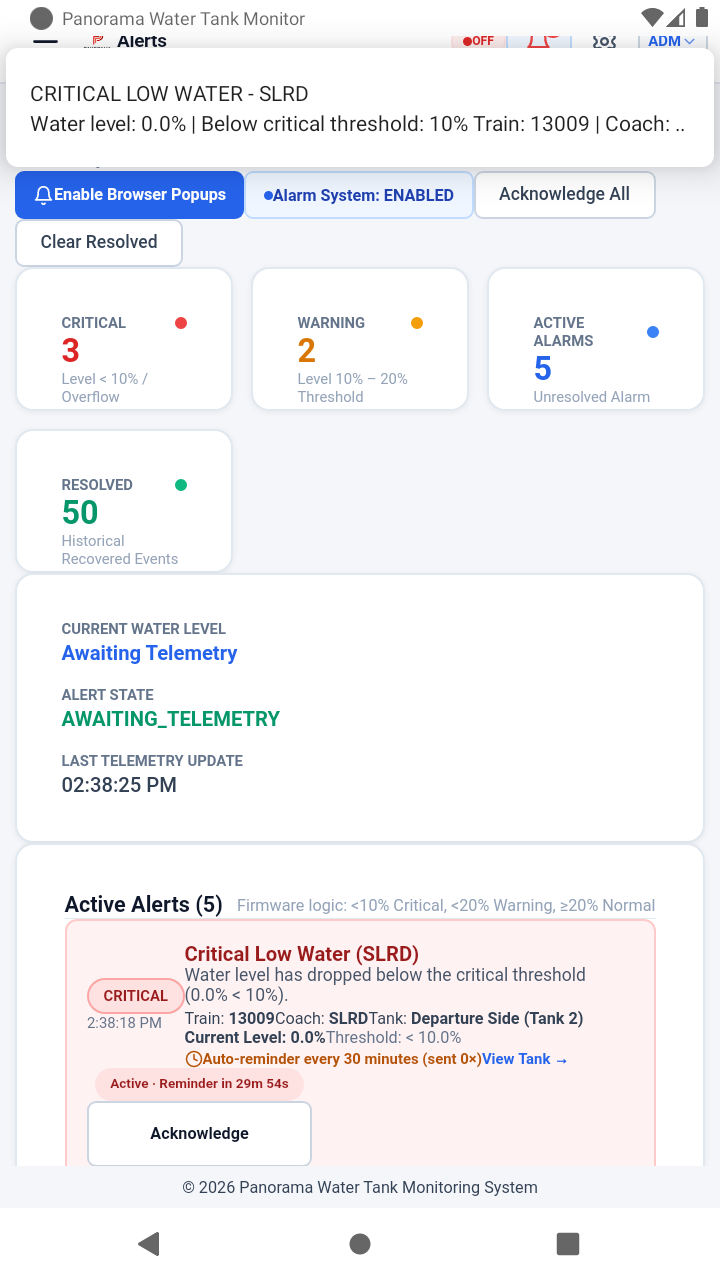 Panorama Water Tank Monitor
Alerts
OFF
ADM
CRITICAL LOW WATER - SLRD
Water level: 0.0% | Below critical threshold: 10% Train: 13009 | Coach: ..
Enable Browser Popups
Alarm System: ENABLED
Acknowledge All
Clear Resolved
CRITICAL
3
Level < 10% /
Overflow
WARNING
2
Level 10% – 20%
Threshold
ACTIVE
ALARMS
5
Unresolved Alarm
RESOLVED
50
Historical
Recovered Events
CURRENT WATER LEVEL
Awaiting Telemetry
ALERT STATE
AWAITING_TELEMETRY
LAST TELEMETRY UPDATE
02:38:25 PM
Active Alerts (5)
Firmware logic: <10% Critical, <20% Warning, ≥20% Normal
CRITICAL
2:38:18 PM
Critical Low Water (SLRD)
Water level has dropped below the critical threshold
(0.0% < 10%).
Train: 13009Coach: SLRDTank: Departure Side (Tank 2)
Current Level: 0.0%Threshold: < 10.0%
Auto-reminder every 30 minutes (sent 0×)View Tank →
Active · Reminder in 29m 54s
Acknowledge
© 2026 Panorama Water Tank Monitoring System